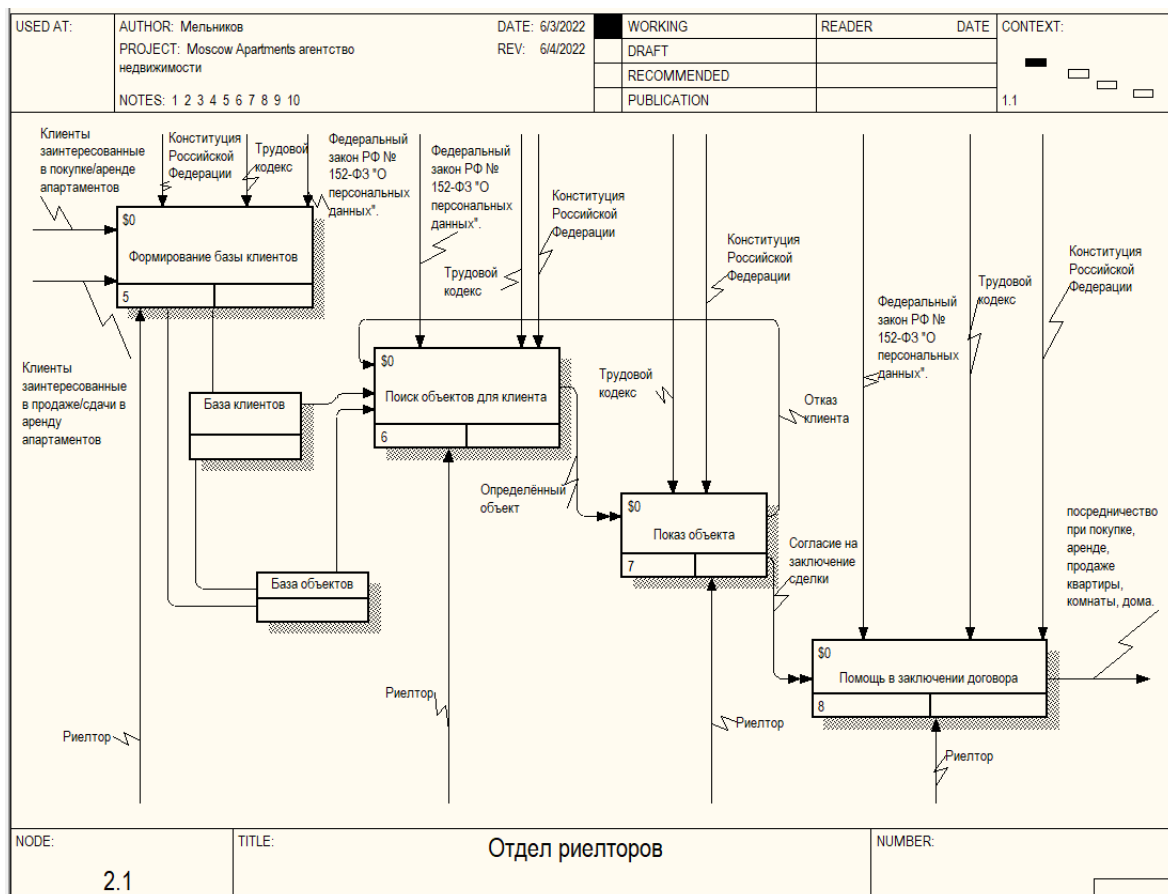 USED AT:
AUTHOR: Мельников
DATE: 6/3/2022
PROJECT: Moscow Apartments агентство
недвижимости
REV: 6/4/2022
NOTES: 1 2 3 4 5 6 7 8 9 10
WORKING
DRAFT
RECOMMENDED
PUBLICATION
READER
DATE
CONTEXT:
1.1
Клиенты
заинтересованные
в покупке/аренде
апартаментов
Конституция
Российской
Федерации
Трудовой
кодекс
Федеральный
закон РФ №
152-ФЗ "О
персональных
данных".
Федеральный
закон РФ №
152-ФЗ "О
персональных
данных".
Трудовой
кодекс
Конституция
Российской
Федерации
$0
Формирование базы клиентов
5
Клиенты
заинтересованные
в продаже/сдачи в
аренду
апартаментов
База клиентов
База объектов
$0
Поиск объектов для клиента
6
Трудовой
кодекс
Конституция
Российской
Федерации
Отказ
клиента
Определённый
объект
$0
Показ объекта
7
Согласие на
заключение
сделки
Федеральный
закон РФ №
152-ФЗ "О
персональных
данных".
Трудовой
кодекс
Конституция
Российской
Федерации
$0
Помощь в заключении договора
8
посредничество
при покупке,
аренде,
продаже
квартиры,
комнаты, дома.
Риелтор
Риелтор
Риелтор
Риелтор
NODE:
2.1
TITLE:
Отдел риелторов
NUMBER: